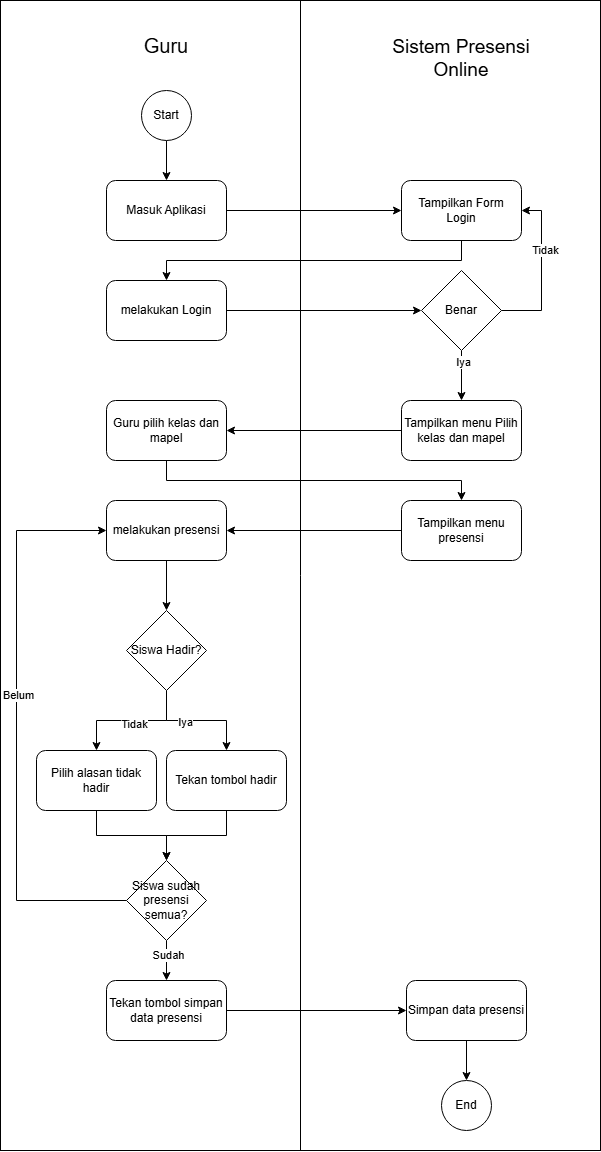 Guru
Sistem Presensi
Online
Start
Masuk Aplikasi
Tampilkan Form
Login
Tidak
melakukan Login
Benar
Iya
Guru pilih kelas dan
mapel
Tampilkan menu Pilih
kelas dan mapel
melakukan presensi
Tampilkan menu
presensi
Siswa Hadir?
Belum
Tidak
Iya
Pilih alasan tidak
hadir
Tekan tombol hadir
Siswa sudah
presensi
semua?
Sudah
Tekan tombol simpan
data presensi
Simpan data presensi
End